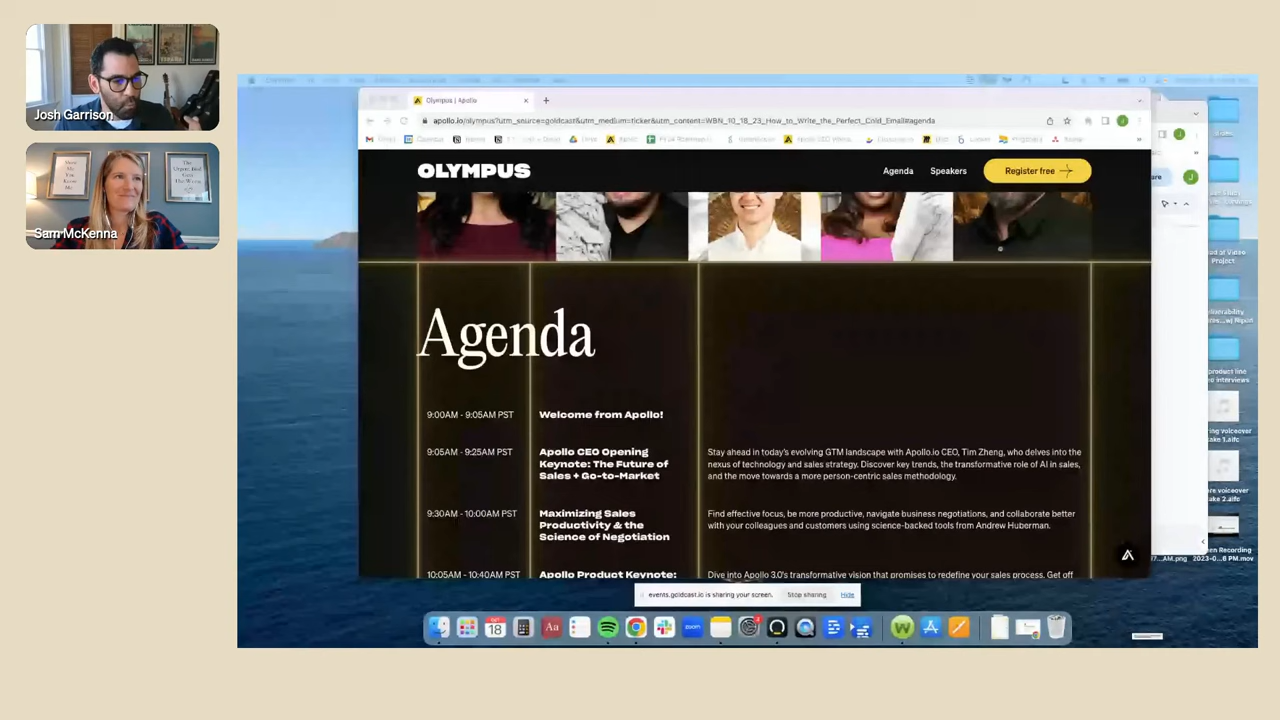 Josh Garrison
Sam McKenna
Olympus | Apollo
apollo.io/olympus?utm_source=goldcast&utm_medium=ticker&utm_content=WBN_10_18_23_How_to_Write_the_Perfect_Cold_Email#agenda
OLYMPUS
Agenda
Speakers
Register free
Agenda
9:00AM - 9:05AM PST
Welcome from Apollo!
9:05AM - 9:25AM PST
Apollo CEO Opening
Keynote: The Future of
Sales + Go-to-Market
Stay ahead in today's evolving GTM landscape with Apollo.io CEO, Tim Zheng, who delves into the
nexus of technology and sales strategy. Discover key trends, the transformative role of AI in sales,
and the move towards a more person-centric sales methodology.
9:30AM - 10:00AM PST
Maximizing Sales
Productivity & the
Science of Negotiation
Find effective focus, be more productive, navigate business negotiations, and collaborate better
with your colleagues and customers using science-backed tools from Andrew Huberman.
10:05AM - 10:40AM PST
Apollo Product Keynote:
Dive into Apollo 3.0's transformative vision that promises to redefine your sales process. Get off
events.goldcast.io is sharing your screen.
Stop sharing
Hide
18
Aa
zoom